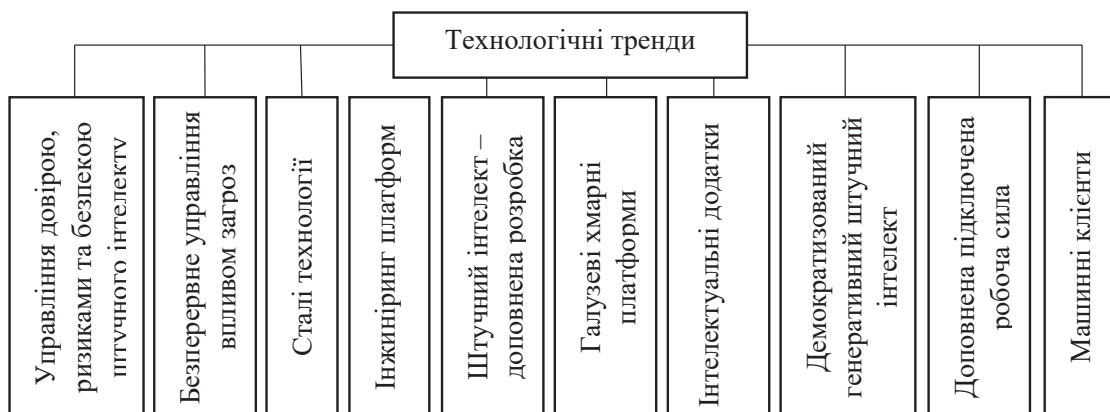 Технологічні тренди
Управління довірою,
ризиками та безпекою
штучного інтелекту
Безперервне управління
впливом загроз
Сталі технології
Інжиніринг платформ
Штучний інтелект –
доповнена розробка
Галузеві хмарні
платформи
Інтелектуальні додатки
Демократизований
генеративний штучний
інтелект
Доповнена підключена
робоча сила
Машинні клієнти